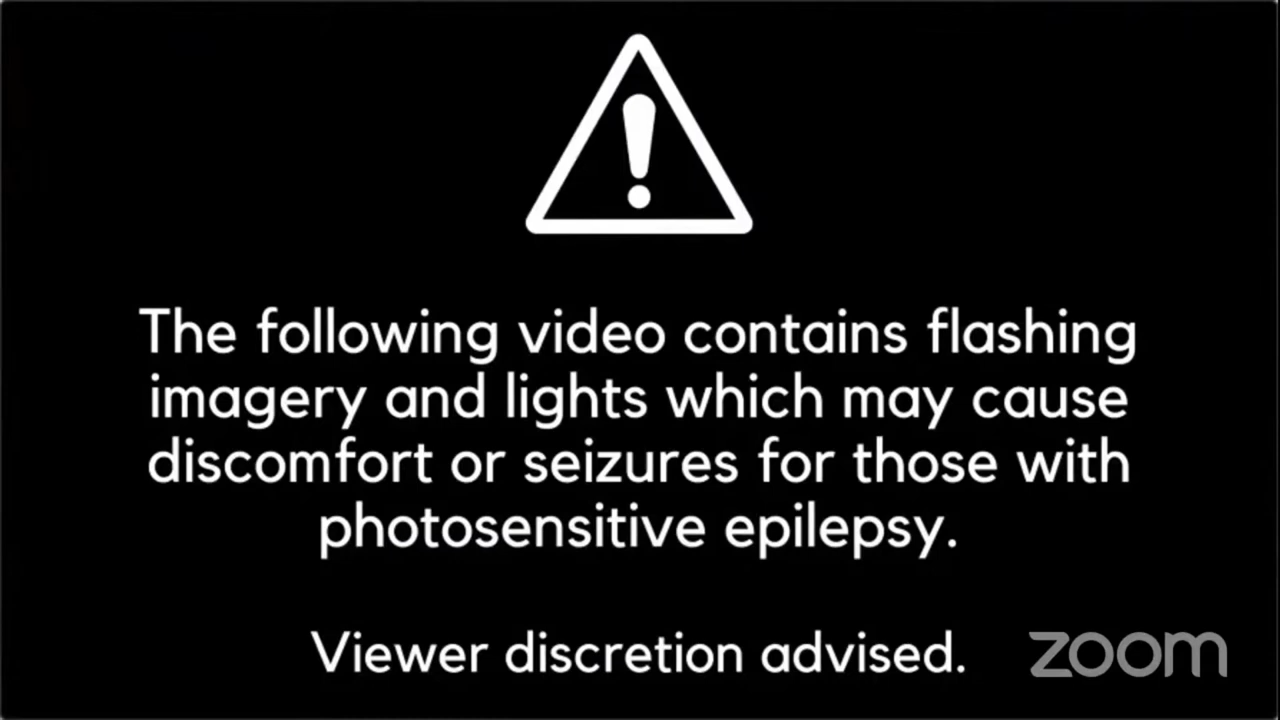 The following video contains flashing
imagery and lights which may cause
discomfort or seizures for those with
photosensitive epilepsy.
Viewer discretion advised.
zoom